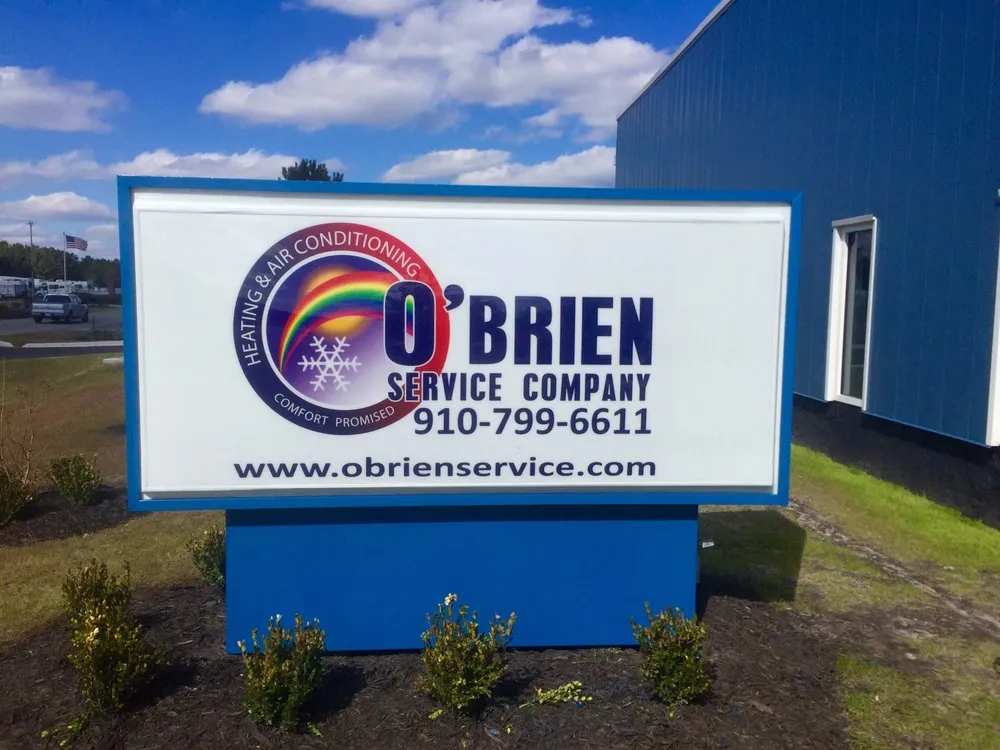 HEATING & AIR CONDITIONING
COMFORT PROMISED
O'BRIEN
SERVICE COMPANY
910-799-6611
www.obrienservice.com